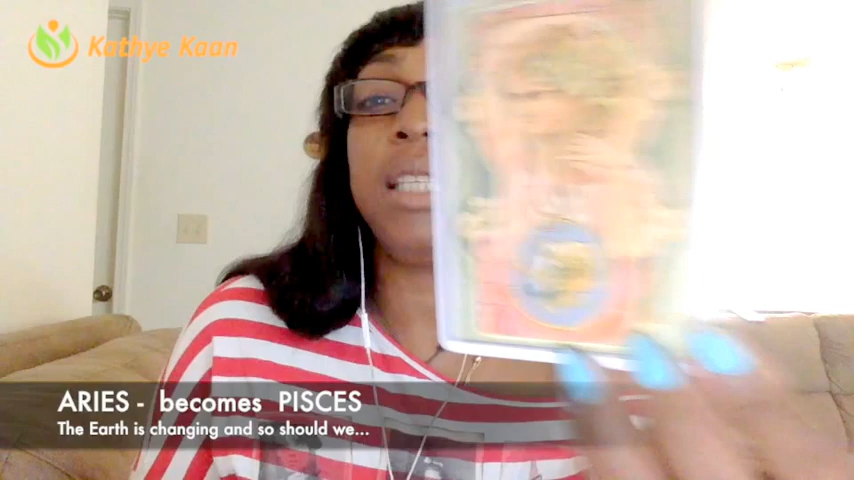 Kathye Kaan
ARIES - becomes PISCES
The Earth is changing and so should we...